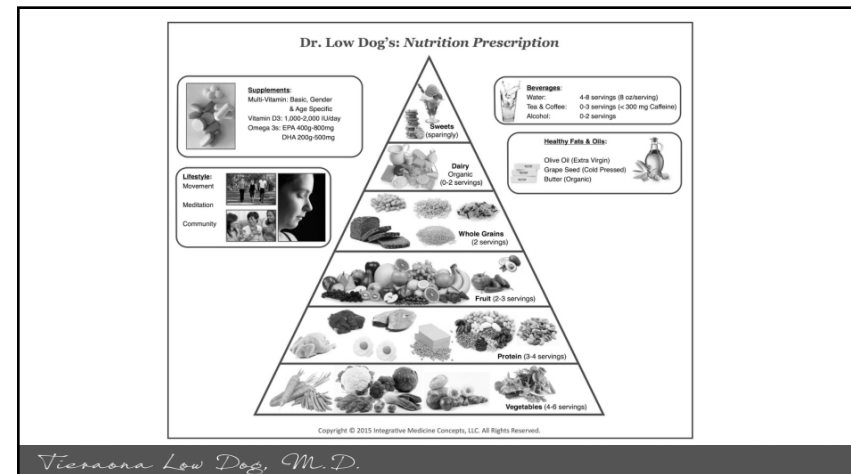 Dr. Low Dog's: Nutrition Prescription
Supplements:
Multi-Vitamin: Basic, Gender
& Age Specific
Vitamin D3: 1,000-2,000 IU/day
Omega 3s: EPA 400g-800mg
DHA 200g-500mg
Lifestyle:
Movement
Meditation
Community
Beverages:
Water: 4-8 servings (8 oz/serving)
Tea & Coffee: 0-3 servings (< 300 mg Caffeine)
Alcohol: 0-2 servings
Healthy Fats & Oils:
Olive Oil (Extra Virgin)
Grape Seed (Cold Pressed)
Butter (Organic)
Sweets
(sparingly)
Dairy
Organic
(0-2 servings)
Whole Grains
(2 servings)
Fruit (2-3 servings)
Protein (3-4 servings)
Vegetables (4-6 servings)
Copyright © 2015 Integrative Medicine Concepts, LLC. All Rights Reserved.
Tieraona Low Dog, M.D.